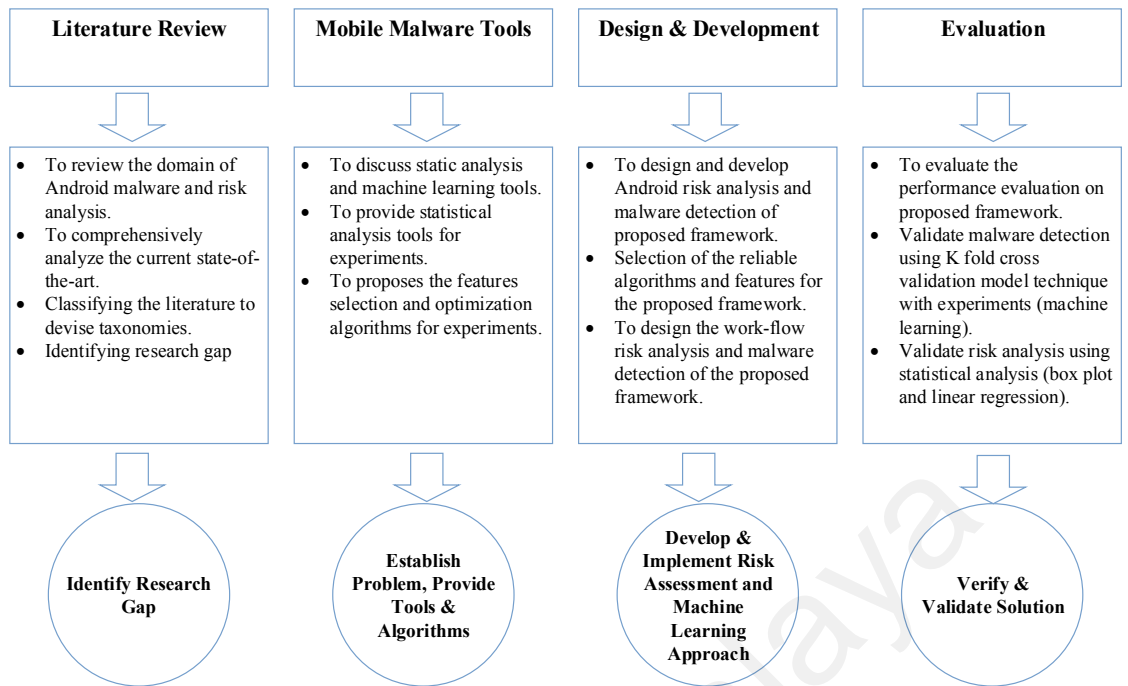 Literature Review
• To review the domain of
Android malware and risk
analysis.
• To comprehensively
analyze the current state-of-
the-art.
• Classifying the literature to
devise taxonomies.
• Identifying research gap
Identify Research
Gap
Mobile Malware Tools
• To discuss static analysis
and machine learning tools.
• To provide statistical
analysis tools for
experiments.
• To proposes the features
selection and optimization
algorithms for experiments.
Establish
Problem, Provide
Tools &
Algorithms
Design & Development
• To design and develop
Android risk analysis and
malware detection of
proposed framework.
• Selection of the reliable
algorithms and features for
the proposed framework.
• To design the work-flow
risk analysis and malware
detection of the proposed
framework.
Develop &
Implement Risk
Assessment and
Machine
Learning
Approach
Evaluation
• To evaluate the
performance evaluation on
proposed framework.
• Validate malware detection
using K fold cross
validation model technique
with experiments (machine
learning).
• Validate risk analysis using
statistical analysis (box plot
and linear regression).
Verify &
Validate Solution